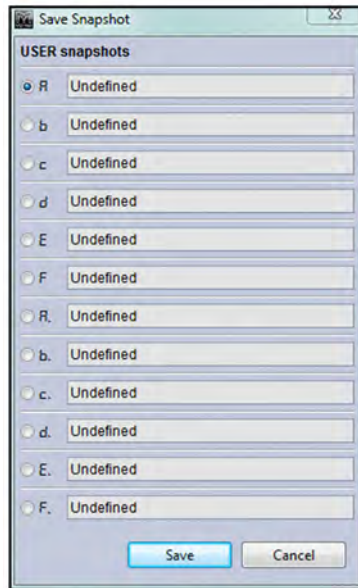 Save Snapshot
USER snapshots
A Undefined
b Undefined
c Undefined
d Undefined
E Undefined
F Undefined
A. Undefined
b. Undefined
c. Undefined
d. Undefined
E. Undefined
F. Undefined
Save Cancel